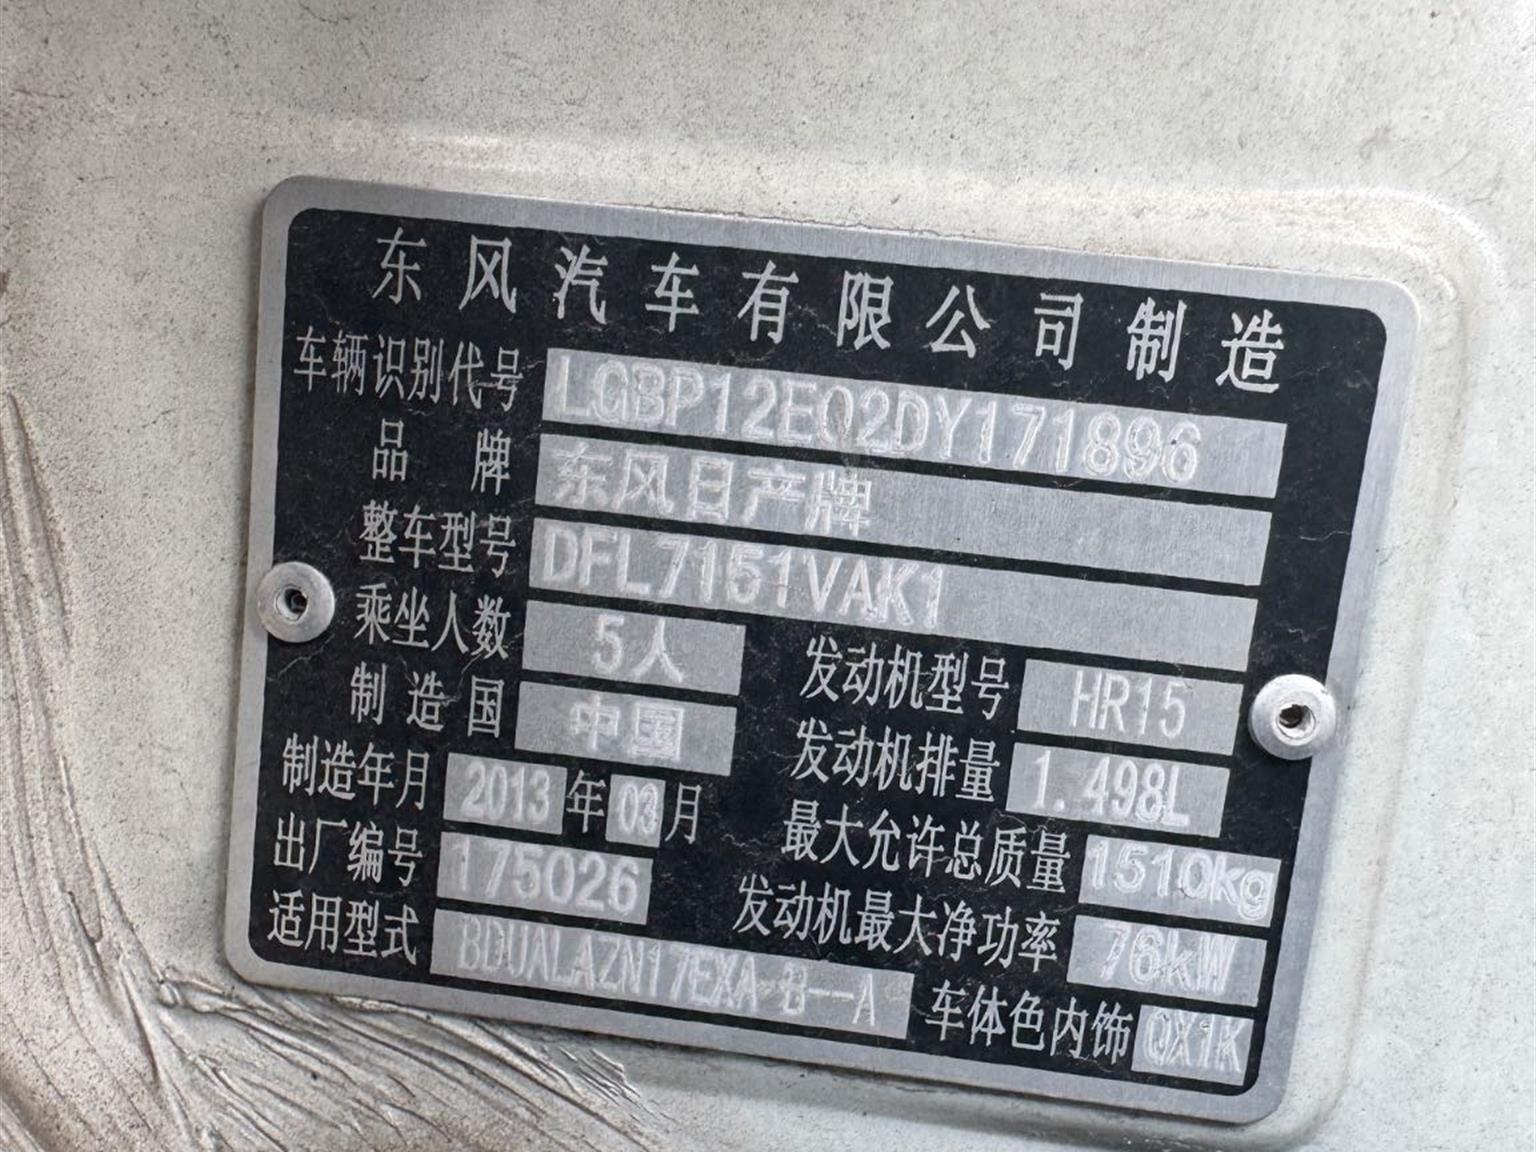 东风汽车有限公司制造
车辆识别代号 LGBP12E02DY171896
品牌 东风日产牌
整车型号 DFL7151VAK1
乘坐人数 5人 发动机型号 HR15
制造国 中国 发动机排量 1.498L
制造年月 2013年03月 最大允许总质量 1510kg
出厂编号 175026 发动机最大净功率 76kW
适用型式 BDUALAZN17EXA-B--A 车体色内饰 QX1K